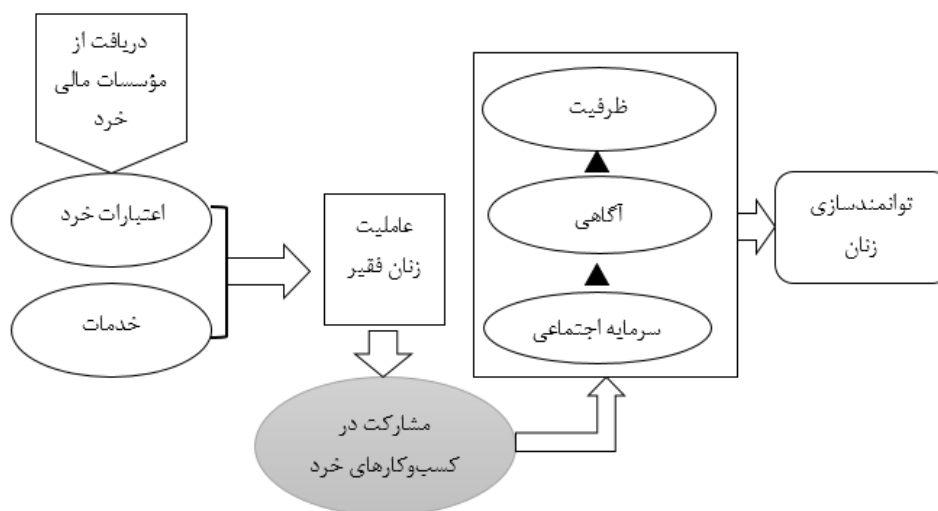 دریافت از
مؤسسات مالی
خرد
اعتبارات خرد
خدمات
عاملیت
زنان فقیر
مشارکت در
کسب‌وکارهای خرد
ظرفیت
آگاهی
سرمایه اجتماعی
توانمندسازی
زنان